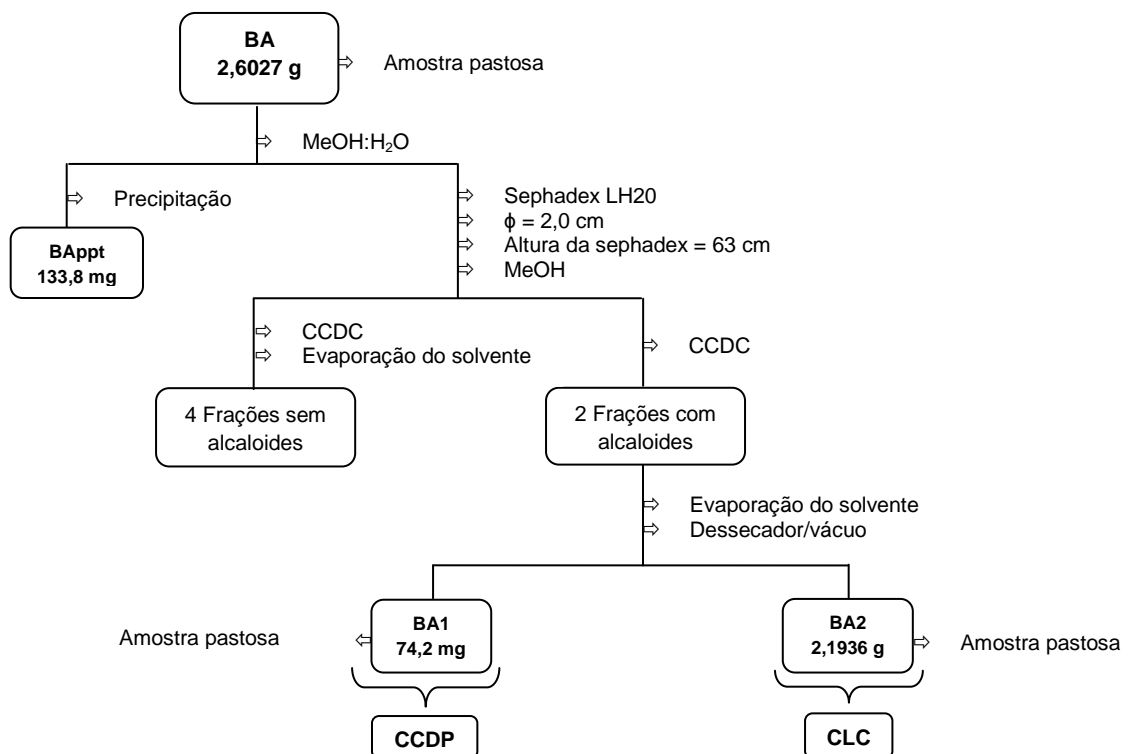 BA
2,6027 g
Amostra pastosa
MeOH:H₂O
Precipitação
BAppt
133,8 mg
Sephadex LH20
ϕ = 2,0 cm
Altura da sephadex = 63 cm
MeOH
CCDC
Evaporação do solvente
CCDC
4 Frações sem
alcaloides
2 Frações com
alcaloides
Evaporação do solvente
Dessecador/vácuo
Amostra pastosa
BA1
74,2 mg
BA2
2,1936 g
Amostra pastosa
CCDP
CLC